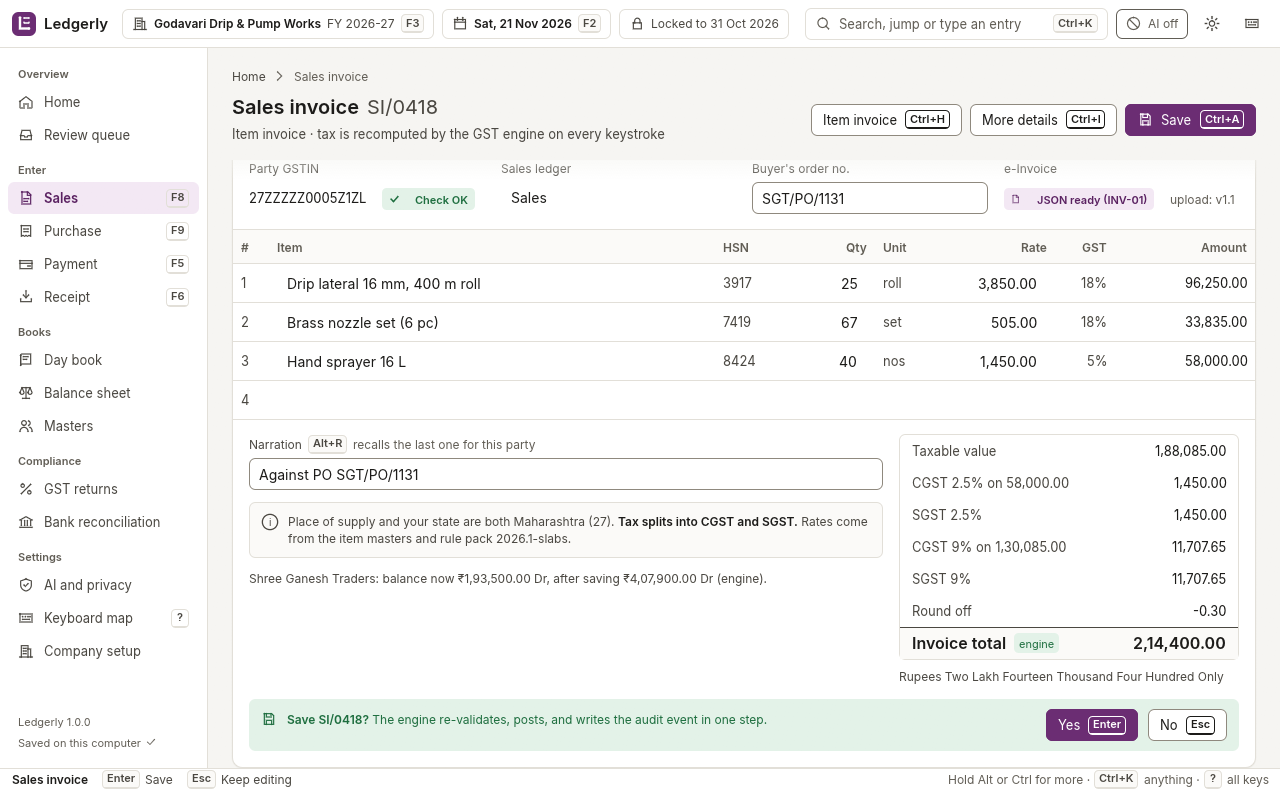 Ledgerly
Godavari Drip & Pump Works FY 2026-27 F3
Sat, 21 Nov 2026 F2
Locked to 31 Oct 2026
Search, jump or type an entry Ctrl+K
AI off
Overview
Home
Review queue
Enter
Sales F8
Purchase F9
Payment F5
Receipt F6
Books
Day book
Balance sheet
Masters
Compliance
GST returns
Bank reconciliation
Settings
AI and privacy
Keyboard map ?
Company setup
Ledgerly 1.0.0
Saved on this computer
Home > Sales invoice
Sales invoice SI/0418
Item invoice · tax is recomputed by the GST engine on every keystroke
Item invoice Ctrl+H
More details Ctrl+I
Save Ctrl+A
Party GSTIN Sales ledger Buyer's order no. e-Invoice
27ZZZZZ0005Z1ZL Check OK Sales SGT/PO/1131 JSON ready (INV-01) upload: v1.1
# Item HSN Qty Unit Rate GST Amount
1 Drip lateral 16 mm, 400 m roll 3917 25 roll 3,850.00 18% 96,250.00
2 Brass nozzle set (6 pc) 7419 67 set 505.00 18% 33,835.00
3 Hand sprayer 16 L 8424 40 nos 1,450.00 5% 58,000.00
4
Narration Alt+R recalls the last one for this party
Against PO SGT/PO/1131
Place of supply and your state are both Maharashtra (27). Tax splits into CGST and SGST. Rates come
from the item masters and rule pack 2026.1-slabs.
Shree Ganesh Traders: balance now ₹1,93,500.00 Dr, after saving ₹4,07,900.00 Dr (engine).
Taxable value 1,88,085.00
CGST 2.5% on 58,000.00 1,450.00
SGST 2.5% 1,450.00
CGST 9% on 1,30,085.00 11,707.65
SGST 9% 11,707.65
Round off -0.30
Invoice total engine 2,14,400.00
Rupees Two Lakh Fourteen Thousand Four Hundred Only
Save SI/0418? The engine re-validates, posts, and writes the audit event in one step.
Yes Enter
No Esc
Sales invoice Enter Save Esc Keep editing
Hold Alt or Ctrl for more · Ctrl+K anything · ? all keys